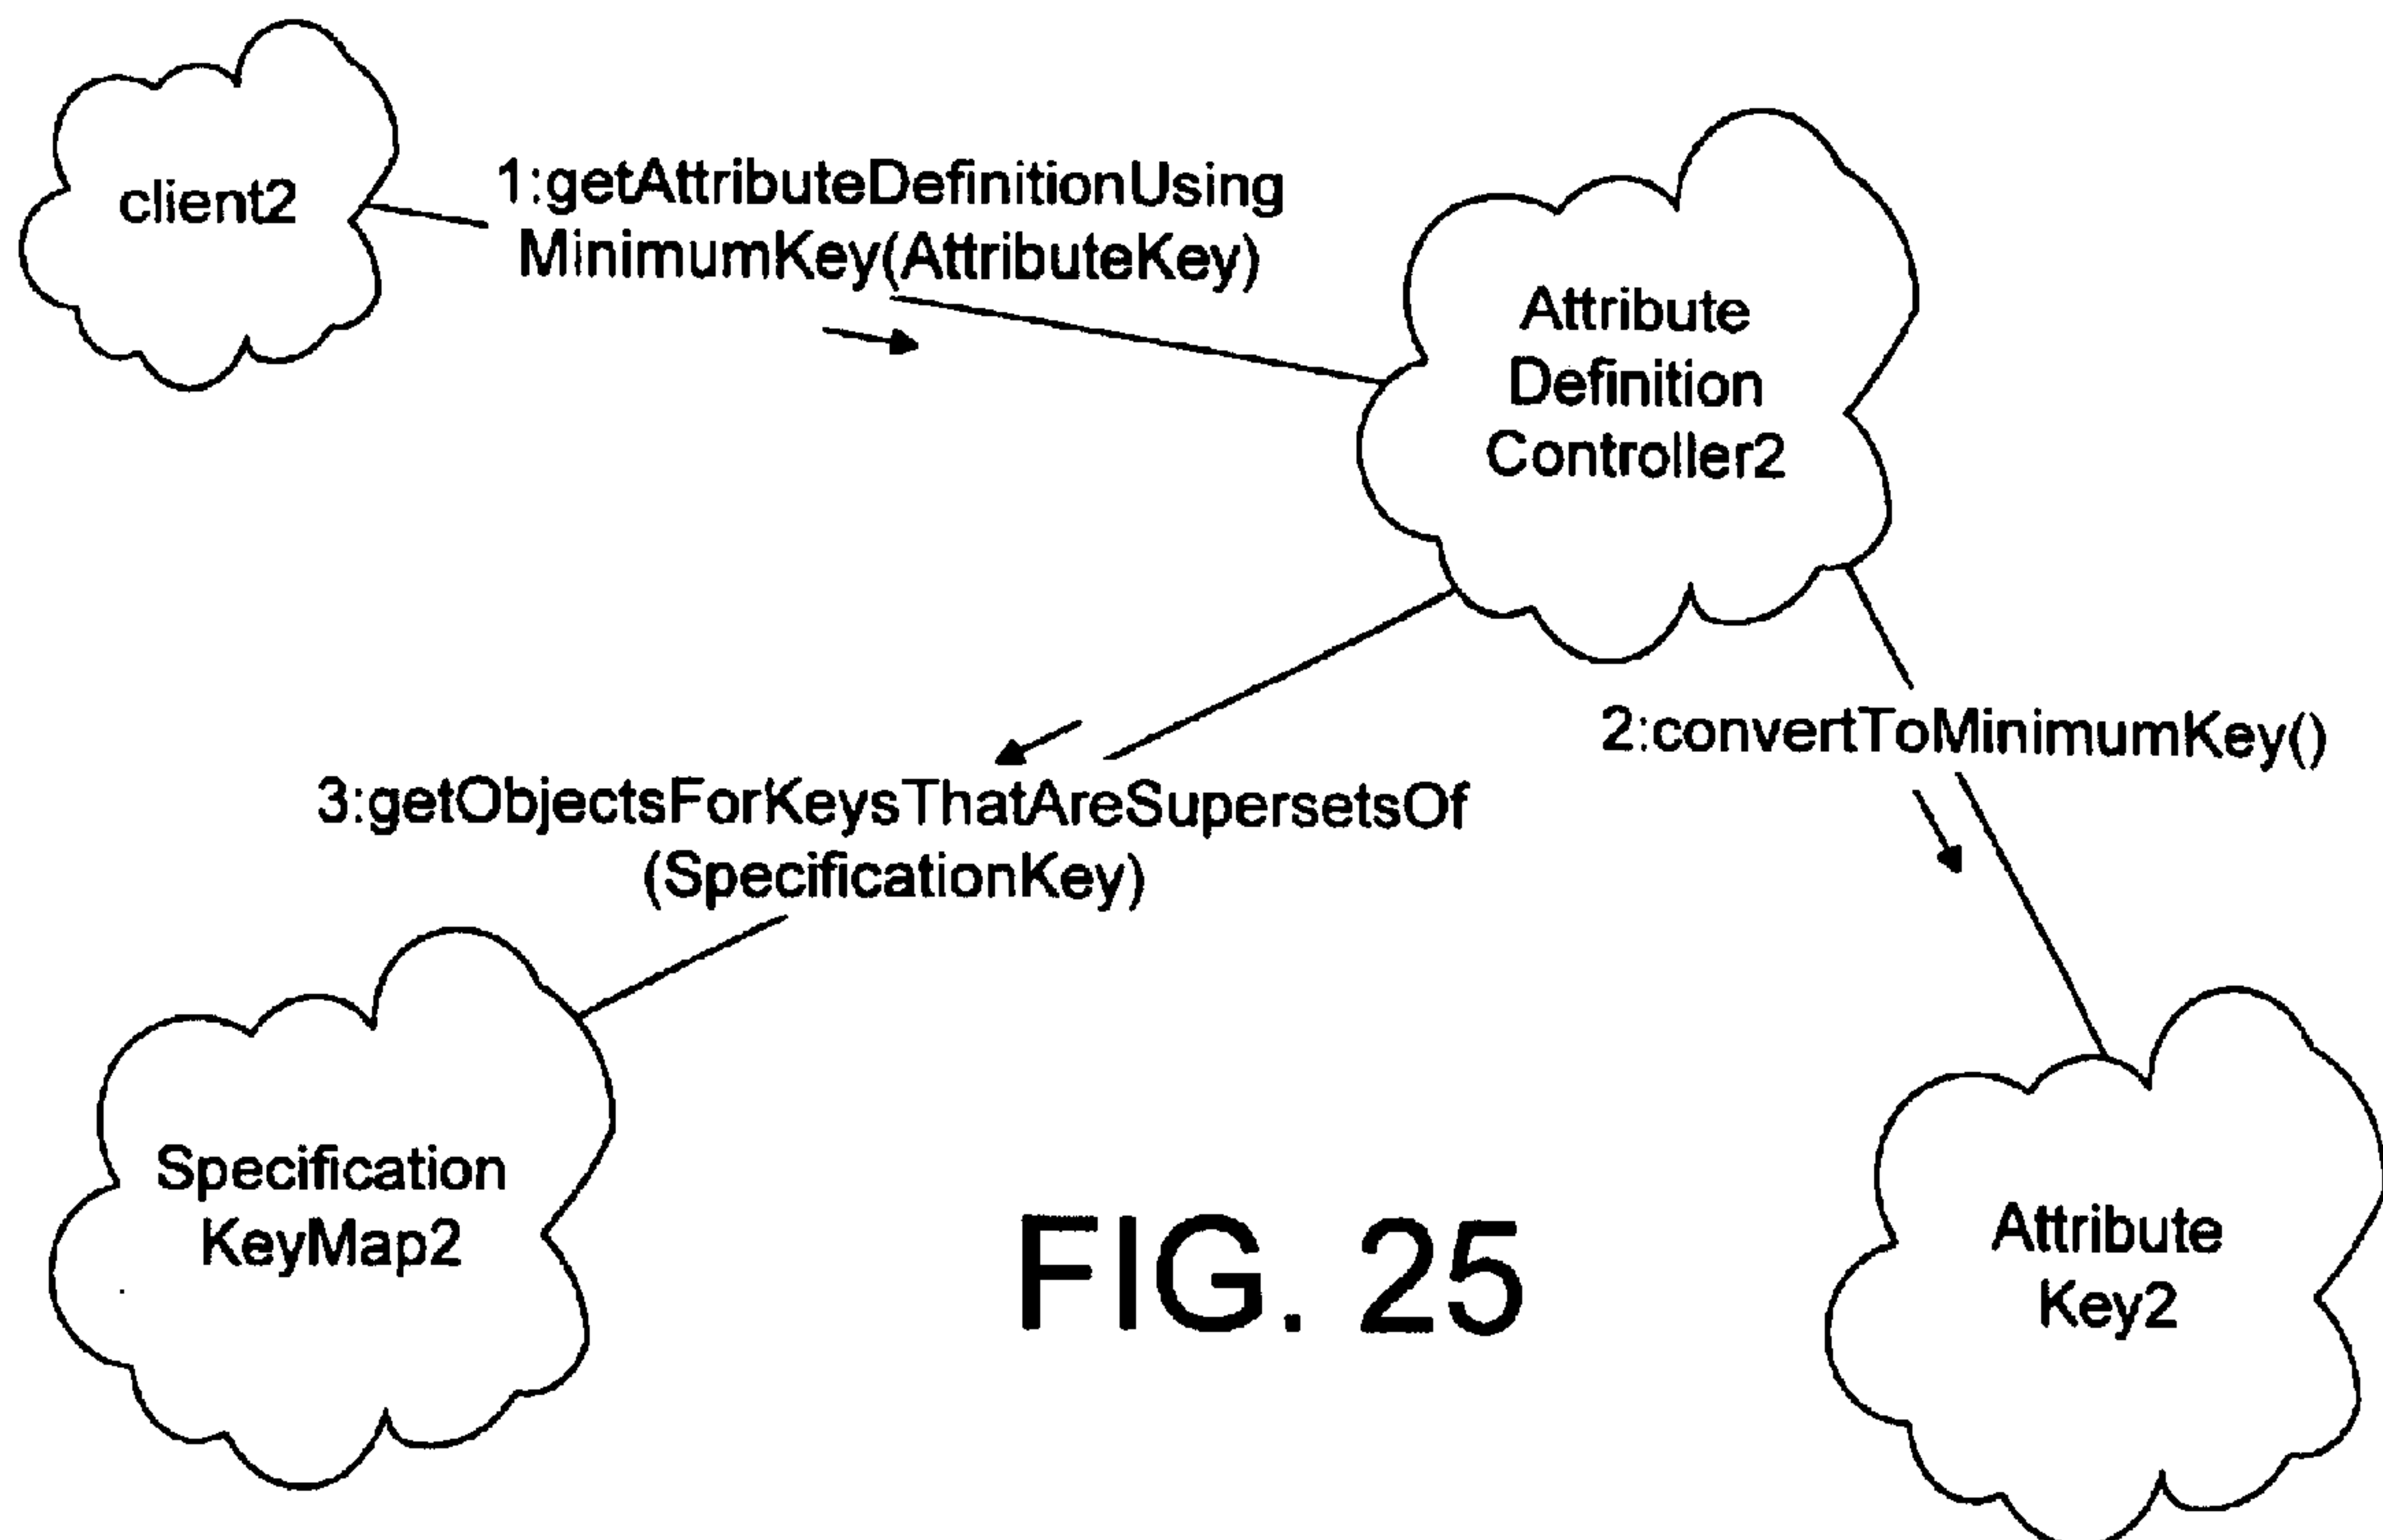 client2
1:getAttributeDefinitionUsing
MinimumKey(AttributeKey)
Attribute
Definition
Controller2
2:convertToMinimumKey()
3:getObjectsForKeysThatAreSupersetsOf
(SpecificationKey)
Specification
KeyMap2
Attribute
Key2
FIG. 25